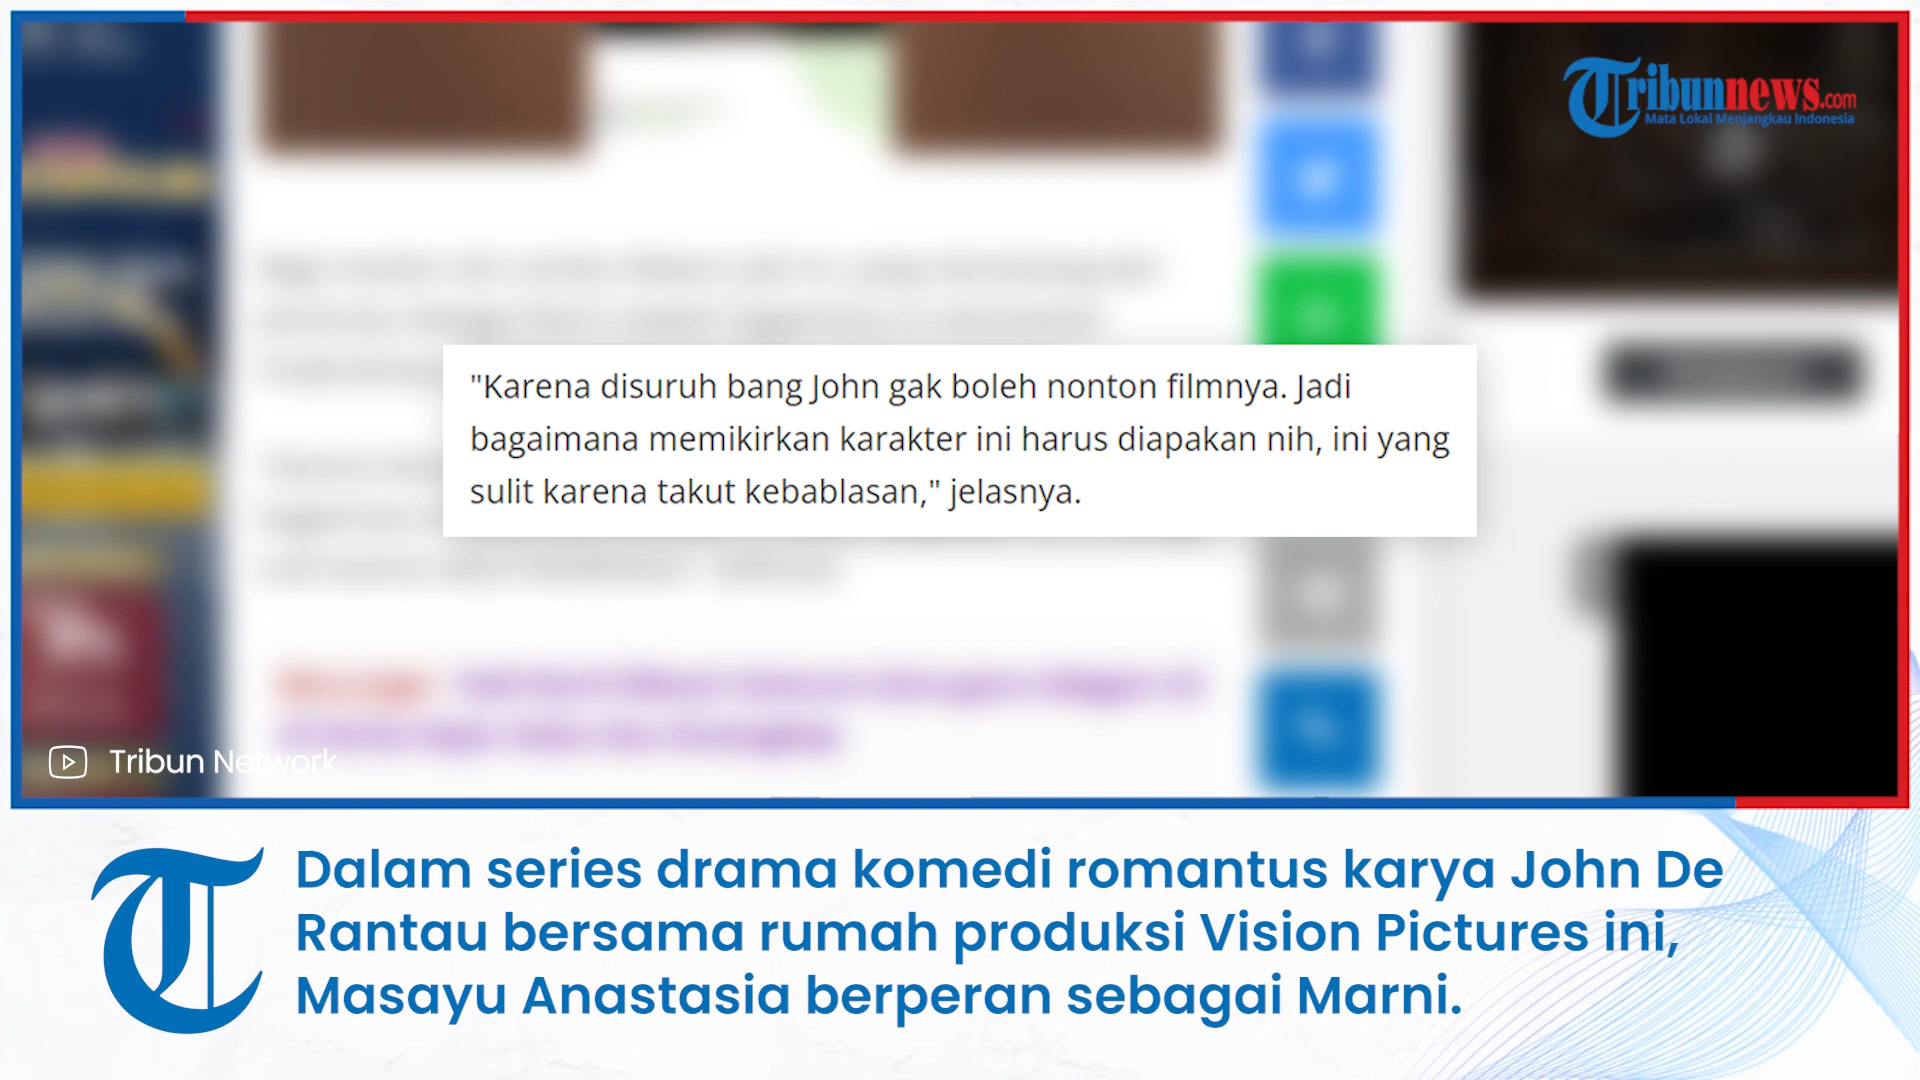 Tribunnews.com
Mata Lokal Menjangkau Indonesia
"Karena disuruh bang John gak boleh nonton filmnya. Jadi
bagaimana memikirkan karakter ini harus diapakan nih, ini yang
sulit karena takut kebablasan," jelasnya.
Tribun Network
T
Dalam series drama komedi romantus karya John De
Rantau bersama rumah produksi Vision Pictures ini,
Masayu Anastasia berperan sebagai Marni.